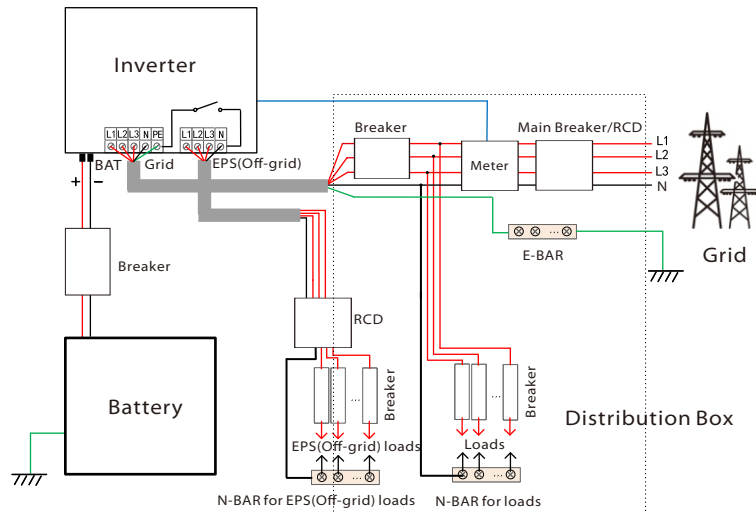 Inverter
L1 L2 L3 N PE
L1 L2 L3 N
BAT
Grid
EPS(Off-grid)
+
−
Breaker
Battery
Breaker
Meter
Main Breaker/RCD
L1
L2
L3
N
Grid
E-BAR
...
RCD
...
Breaker
EPS(Off-grid) loads
...
N-BAR for EPS(Off-grid) loads
...
Breaker
Loads
...
N-BAR for loads
Distribution Box